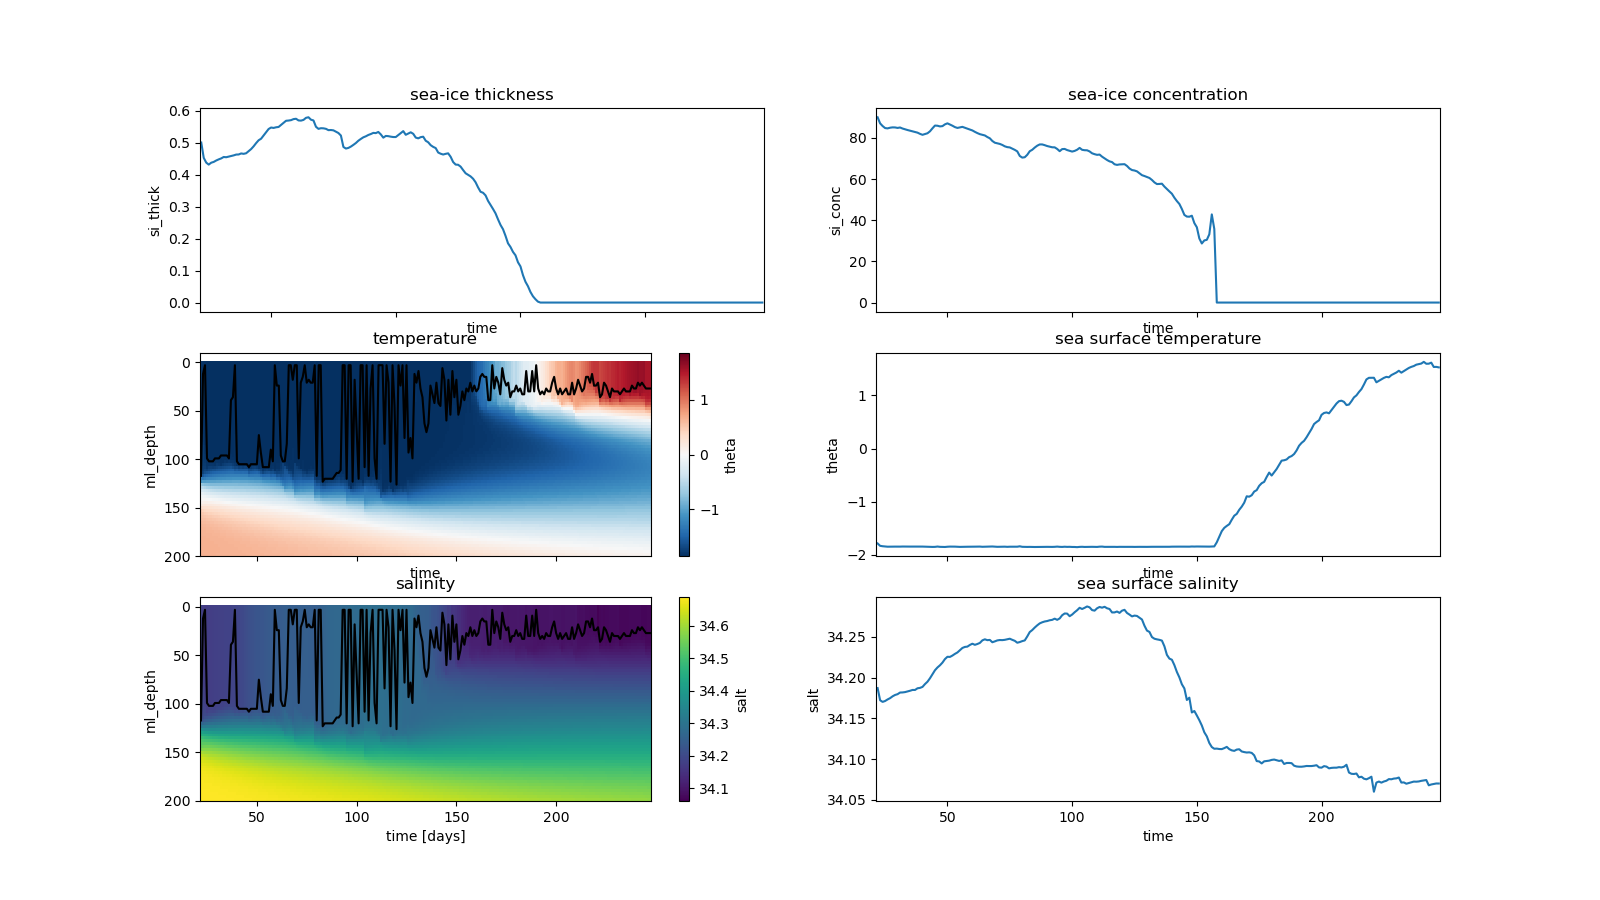 sea-ice thickness
0.6
0.5
0.4
0.3
0.2
0.1
0.0
si_thick
time
sea-ice concentration
80
60
40
20
0
si_conc
time
temperature
0
50
100
150
200
ml_depth
time
1
0
−1
theta
sea surface temperature
1
0
−1
−2
theta
time
salinity
0
50
100
150
200
ml_depth
50 100 150 200
time [days]
34.6
34.5
34.4
34.3
34.2
34.1
salt
sea surface salinity
34.25
34.20
34.15
34.10
34.05
salt
50 100 150 200
time